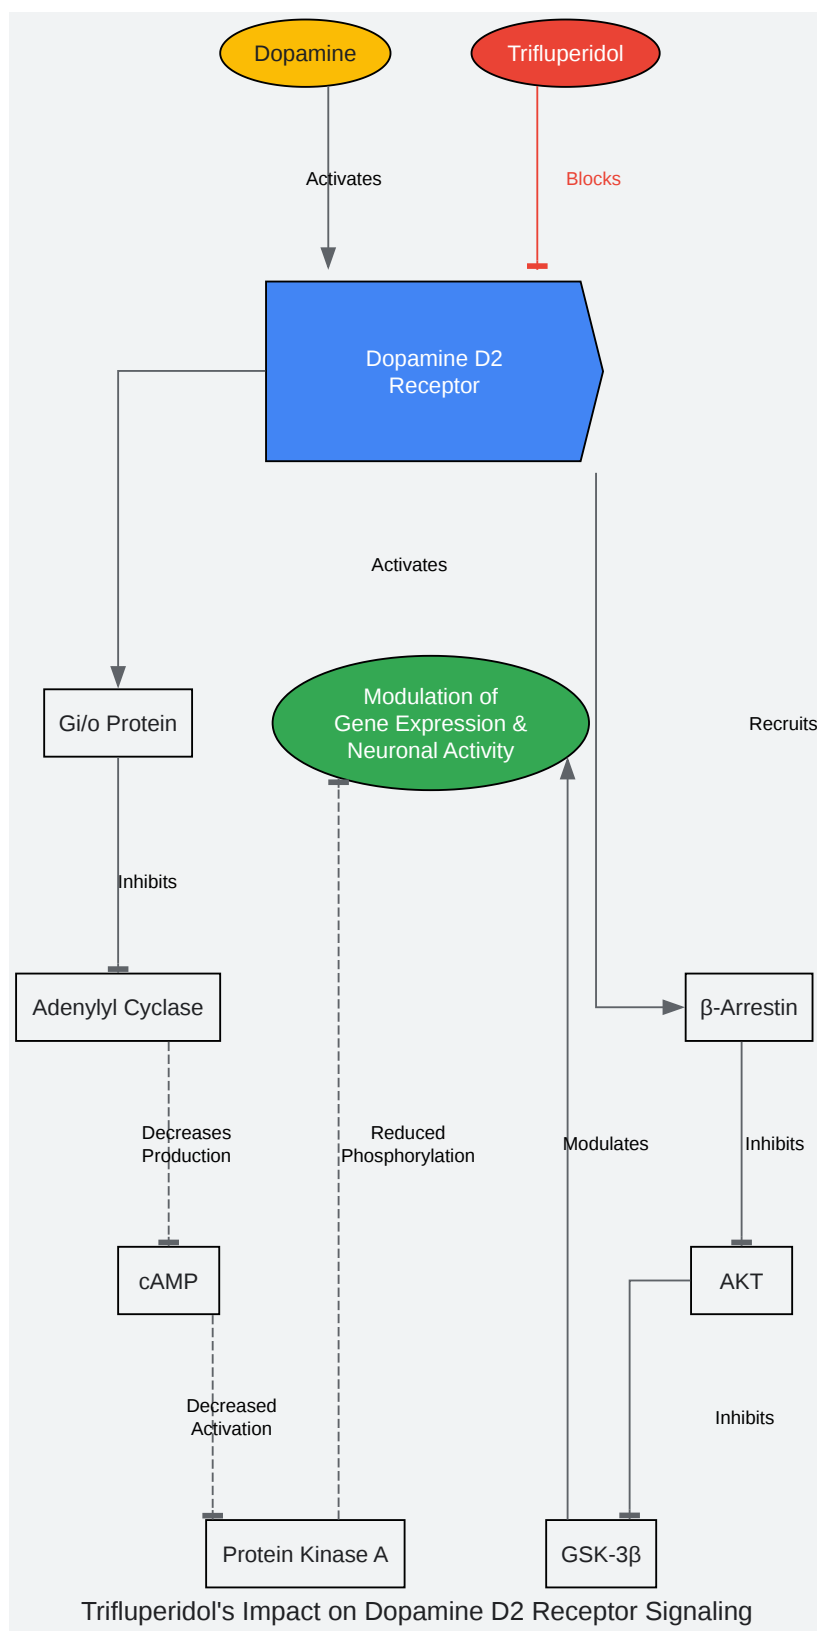 Dopamine
Trifluperidol
Activates
Blocks
Dopamine D2
Receptor
Activates
Gi/o Protein
Modulation of
Gene Expression &
Neuronal Activity
Recruits
Inhibits
Adenylyl Cyclase
β-Arrestin
Decreases
Production
Reduced
Phosphorylation
Modulates
Inhibits
cAMP
AKT
Decreased
Activation
Inhibits
Protein Kinase A
GSK-3β
Trifluperidol's Impact on Dopamine D2 Receptor Signaling